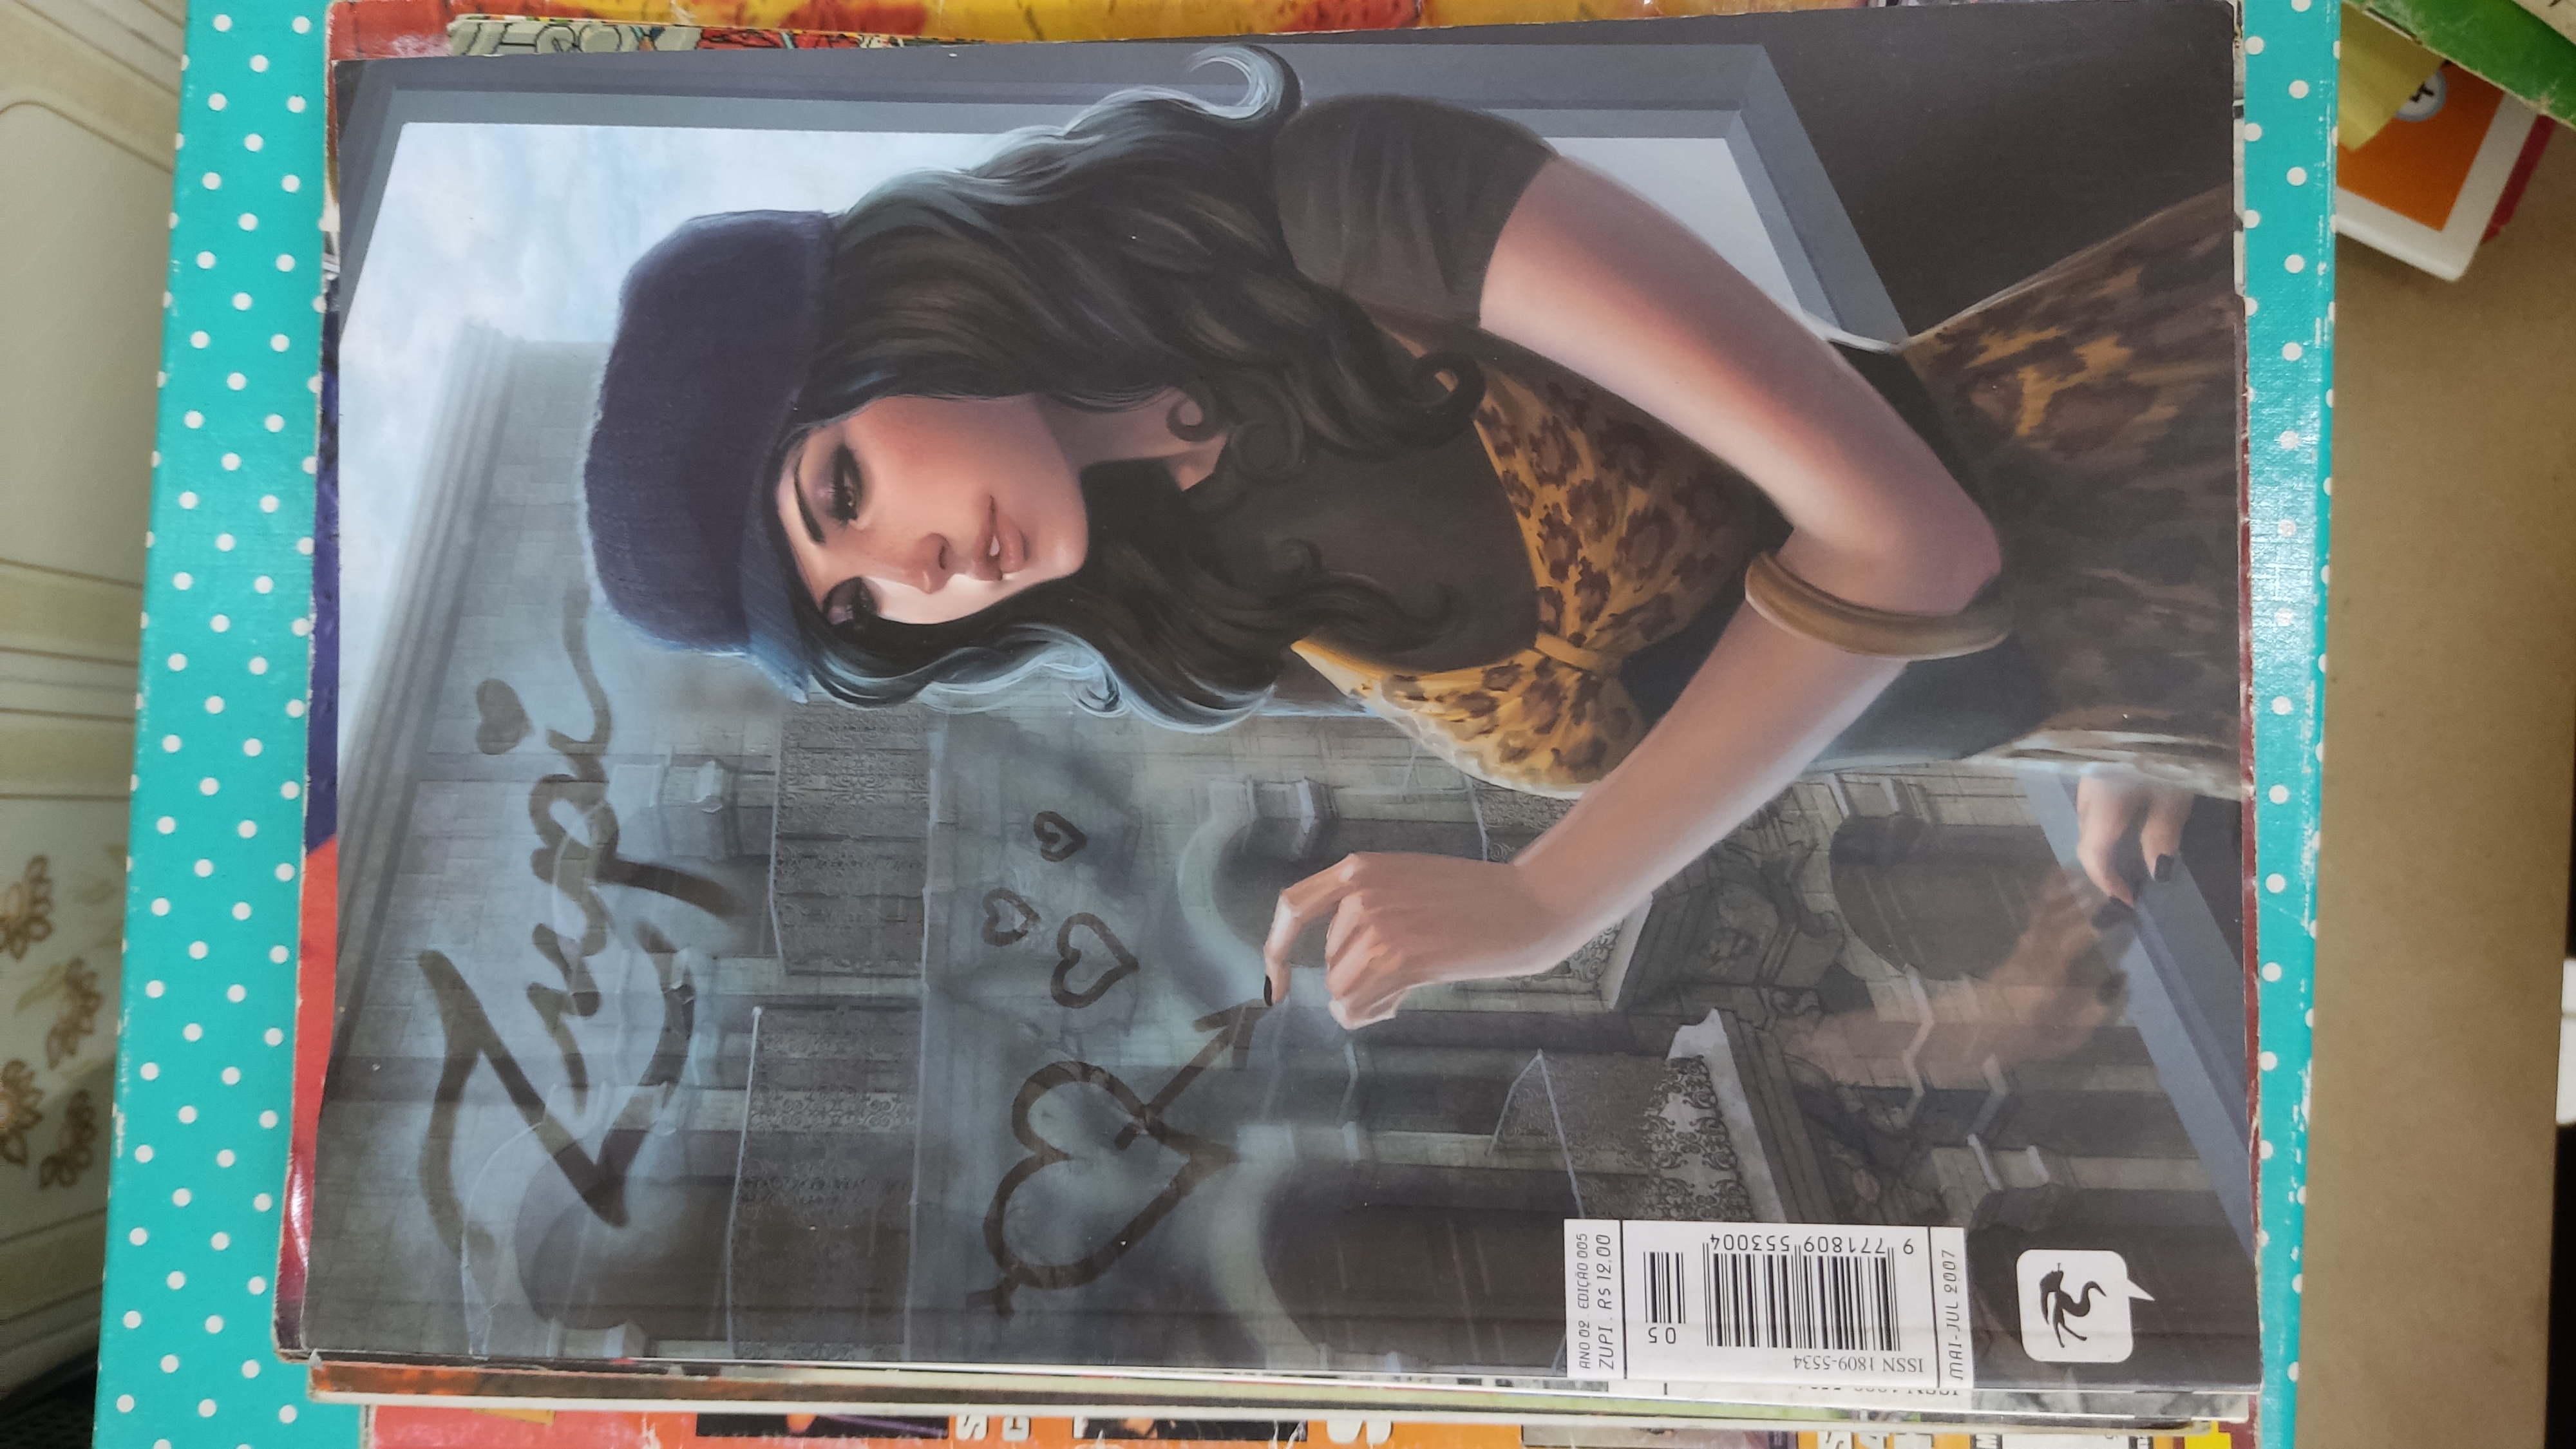 Zupi
ANO 02 . EDIÇÃO 005
ZUPI . R$ 12,00
05
ISSN 1809-5534
9 771809 553004
MAI-JUL 2007